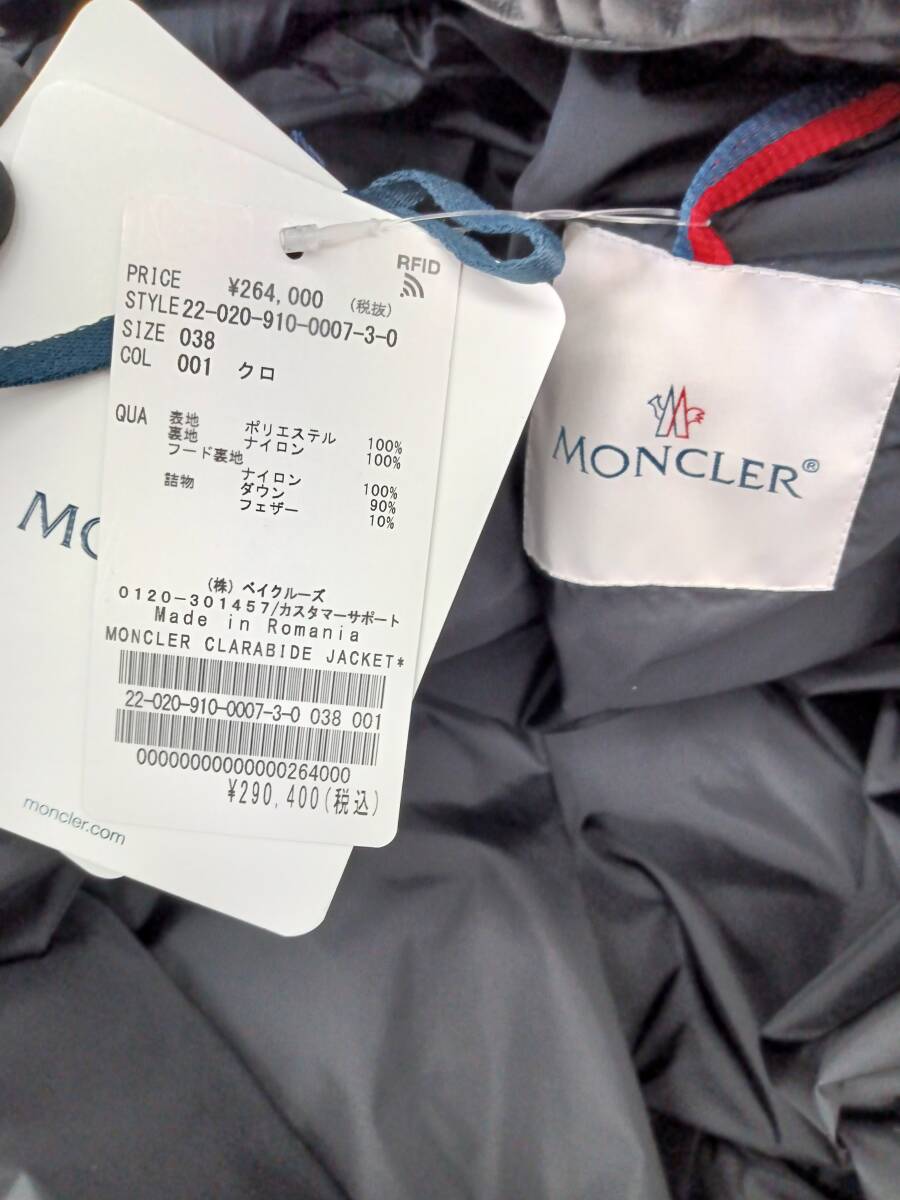 RFID
PRICE ¥264,000 (税抜)
STYLE 22-020-910-0007-3-0
SIZE 038
COL 001 クロ
QUA 表地 ポリエステル 100%
裏地 ナイロン 100%
フード裏地
ナイロン 100%
詰物 ダウン 90%
フェザー 10%
(株) ベイクルーズ
0120-301457/カスタマーサポート
Made in Romania
MONCLER CLARABIDE JACKET*
22-020-910-0007-3-0 038 001
00000000000000264000
¥290,400(税込)
MONCLER®
MC
moncler.com